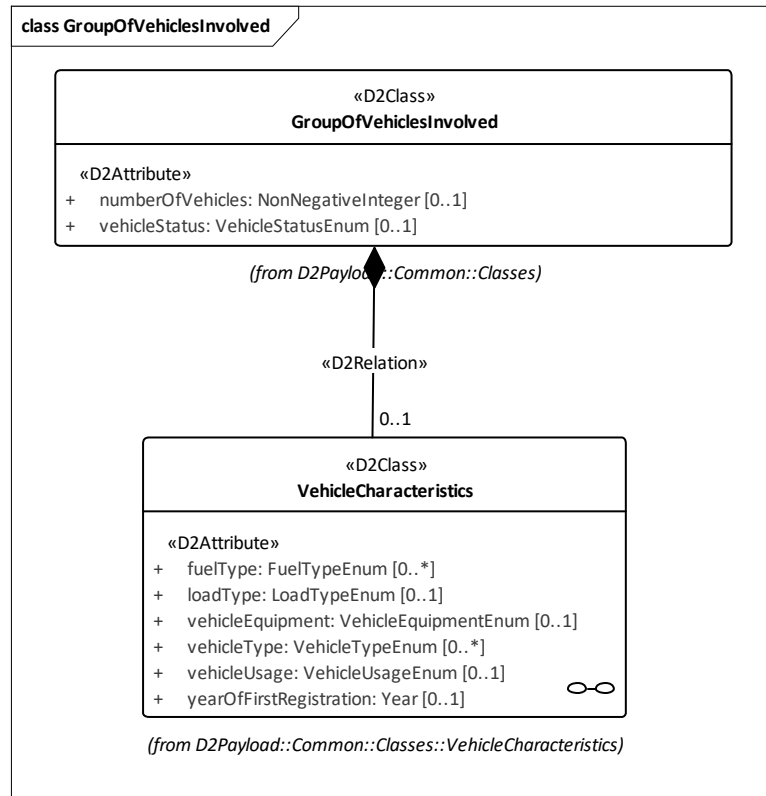 class GroupOfVehiclesInvolved
«D2Class»
GroupOfVehiclesInvolved
«D2Attribute»
+ numberOfVehicles: NonNegativeInteger [0..1]
+ vehicleStatus: VehicleStatusEnum [0..1]
(from D2Payload::Common::Classes)
«D2Relation»
0..1
«D2Class»
VehicleCharacteristics
«D2Attribute»
+ fuelType: FuelTypeEnum [0..*]
+ loadType: LoadTypeEnum [0..1]
+ vehicleEquipment: VehicleEquipmentEnum [0..1]
+ vehicleType: VehicleTypeEnum [0..*]
+ vehicleUsage: VehicleUsageEnum [0..1]
+ yearOfFirstRegistration: Year [0..1]
(from D2Payload::Common::Classes::VehicleCharacteristics)